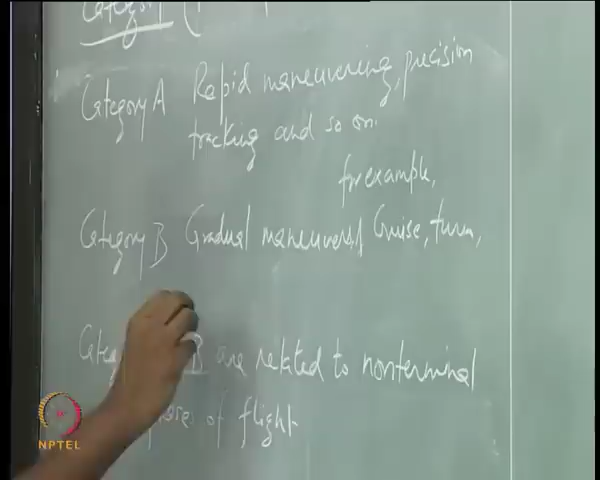 Category
Category A Rapid maneuvering, precision
tracking and so on.
for example,
Category B Gradual maneuvers/ Cruise, turn,
B are related to nonterminal
of flight
NPTEL